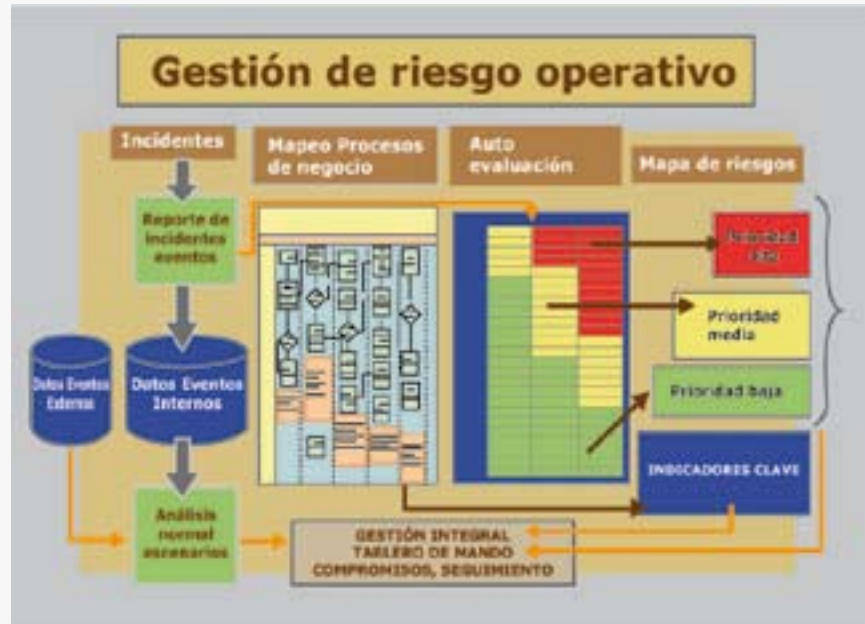 Gestión de riesgo operativo
Incidentes
Mapeo Procesos
de negocio
Auto
evaluación
Mapa de riesgos
Reporte de
incidentes
eventos
Datos Eventos
Externos
Datos Eventos
Internos
Análisis
normal
escenarios
Prioridad
alta
Prioridad
media
Prioridad baja
INDICADORES CLAVE
GESTIÓN INTEGRAL
TABLERO DE MANDO
COMPROMISOS, SEGUIMIENTO